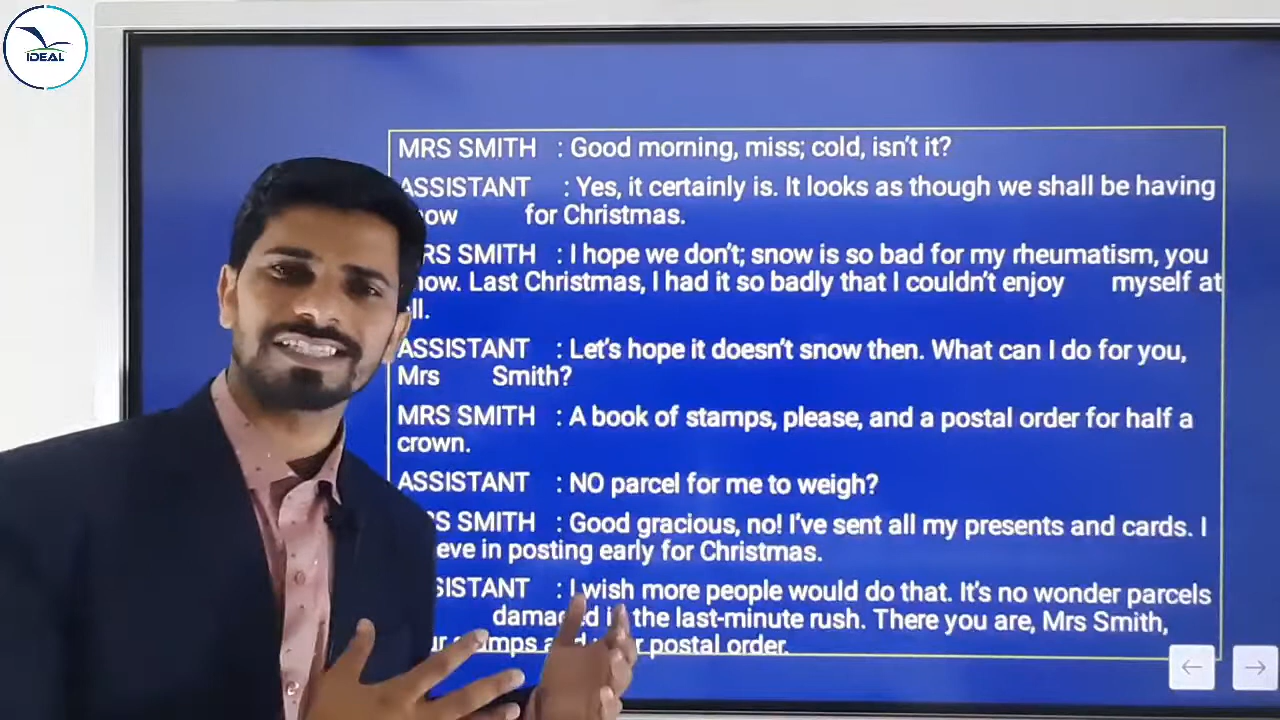 iDEAL
MRS SMITH : Good morning, miss; cold, isn't it?
ASSISTANT : Yes, it certainly is. It looks as though we shall be having
for Christmas.
SMITH : I hope we don't; snow is so bad for my rheumatism, you
Last Christmas, I had it so badly that I couldn't enjoy myself at
ASSISTANT : Let's hope it doesn't snow then. What can I do for you,
Mrs Smith?
MRS SMITH : A book of stamps, please, and a postal order for half a
crown.
ASSISTANT : NO parcel for me to weigh?
SMITH : Good gracious, no! I've sent all my presents and cards. I
in posting early for Christmas.
: I wish more people would do that. It's no wonder parcels
damaged in the last-minute rush. There you are, Mrs Smith,
postal order.